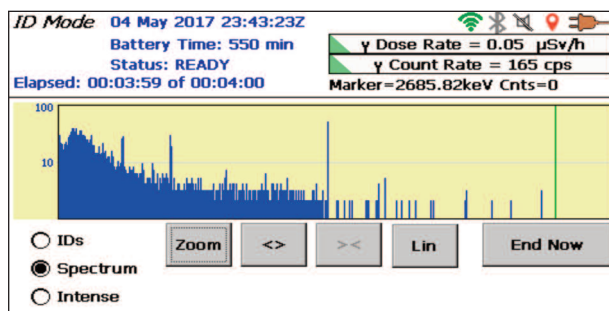 ID Mode 04 May 2017 23:43:23Z
Battery Time: 550 min
Status: READY
Elapsed: 00:03:59 of 00:04:00
γ Dose Rate = 0.05 µSv/h
γ Count Rate = 165 cps
Marker=2685.82keV Cnts=0
100
10
IDs
Spectrum
Intense
Zoom
<>
><
Lin
End Now